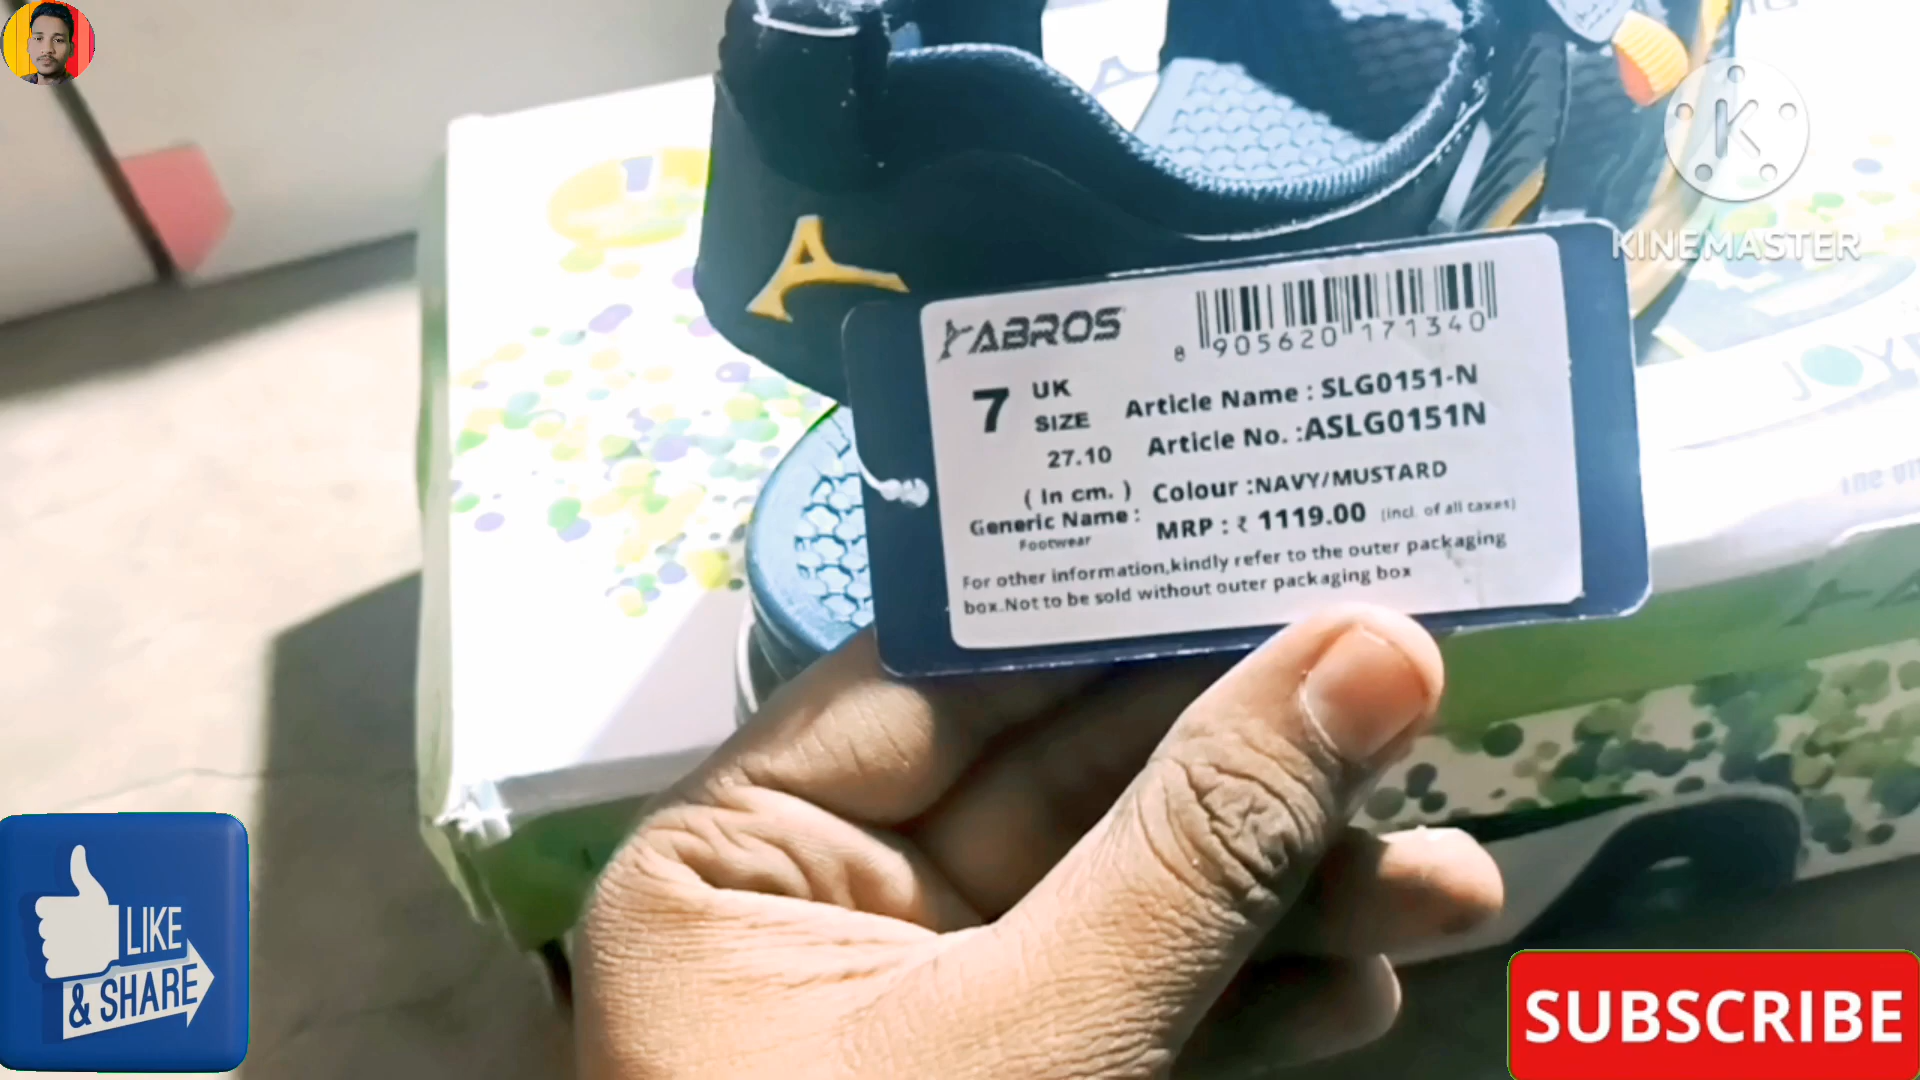 KINEMASTER
ABROS
8 905620 171340
7 UK
SIZE
27.10
( In cm. )
Article Name : SLG0151-N
Article No. :ASLG0151N
Colour :NAVY/MUSTARD
Generic Name :
Footwear
MRP : ₹ 1119.00 (incl. of all taxes)
For other information,kindly refer to the outer packaging
box.Not to be sold without outer packaging box
LIKE
& SHARE
SUBSCRIBE